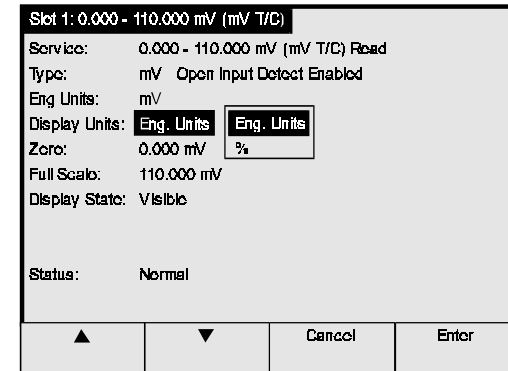 Slot 1: 0.000 - 110.000 mV (mV T/C)
Service: 0.000 - 110.000 mV (mV T/C) Read
Type: mV Open Input Detect Enabled
Eng Units: mV
Display Units: Eng. Units Eng. Units
%
Zero: 0.000 mV
Full Scale: 110.000 mV
Display State: Visible
Status: Normal
▲ ▼ Cancel Enter